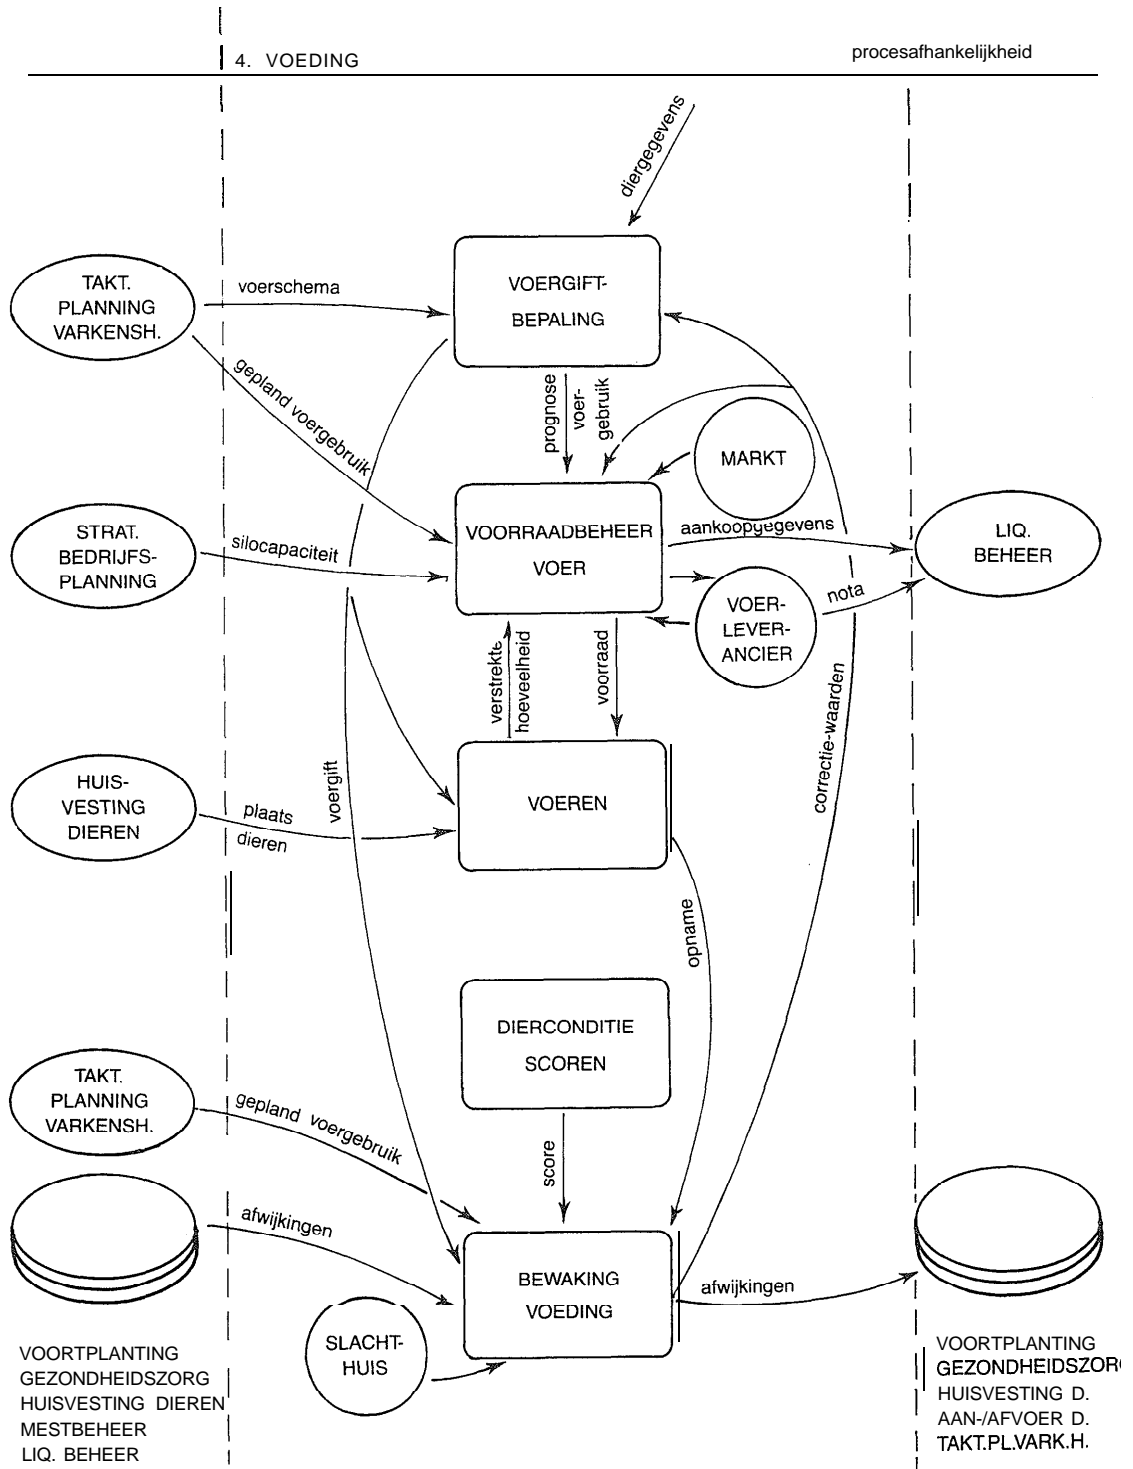 4. VOEDING
procesafhankelijkheid
diergegevens
TAKT.
PLANNING
VARKENSH.
voerschema
VOERGIFT-
BEPALING
gepland voergebruik
prognose
voer-
gebruik
MARKT
STRAT.
BEDRIJFS-
PLANNING
silocapaciteit
VOORRAADBEHEER
VOER
aankoopgegevens
LIQ.
BEHEER
VOER-
LEVER-
ANCIER
nota
verstrekte
hoeveelheid
voorraad
correctie-waarden
HUIS-
VESTING
DIEREN
plaats
dieren
voergift
VOEREN
opname
DIERCONDITIE
SCOREN
TAKT.
PLANNING
VARKENSH.
gepland voergebruik
score
afwijkingen
BEWAKING
VOEDING
afwijkingen
SLACHT-
HUIS
VOORTPLANTING
GEZONDHEIDSZORG
HUISVESTING DIEREN
MESTBEHEER
LIQ. BEHEER
VOORTPLANTING
GEZONDHEIDSZORG
HUISVESTING D.
AAN-/AFVOER D.
TAKT.PL.VARK.H.